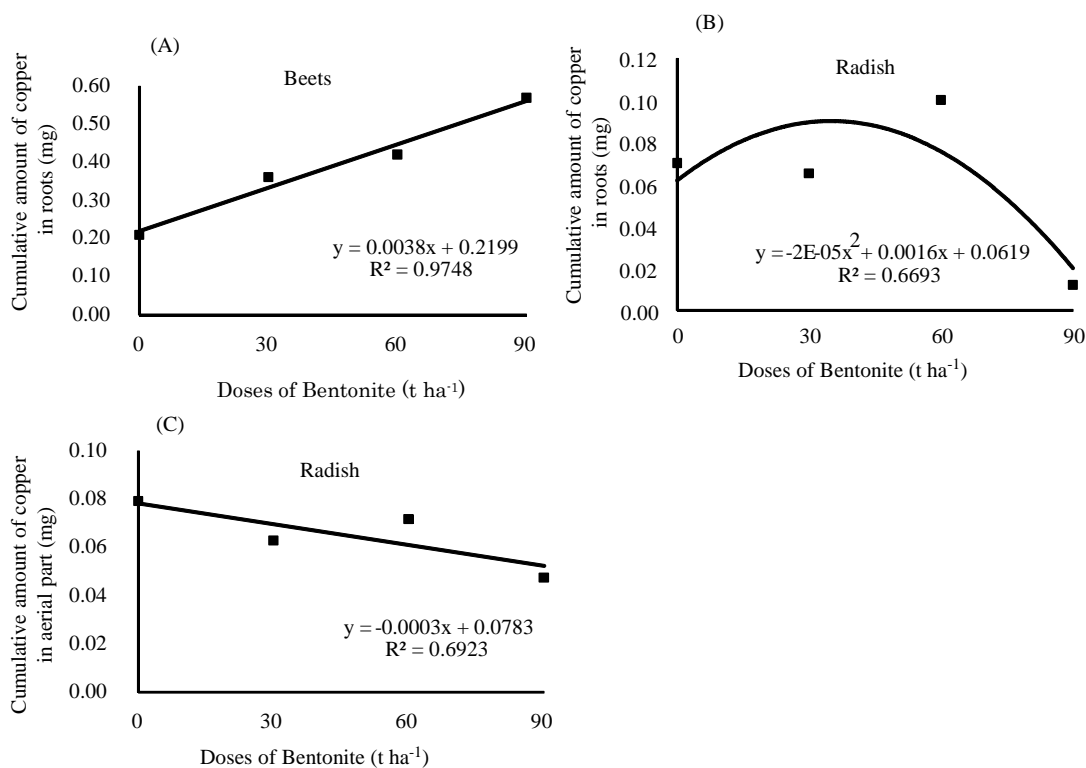 (A)
Beets
Cumulative amount of copper
in roots (mg)
0.60
0.50
0.40
0.30
0.20
0.10
0.00
y = 0.0038x + 0.2199
R² = 0.9748
0 30 60 90
Doses of Bentonite (t ha⁻¹)
(B)
Radish
Cumulative amount of copper
in roots (mg)
0.12
0.10
0.08
0.06
0.04
0.02
0.00
y = -2E-05x² + 0.0016x + 0.0619
R² = 0.6693
0 30 60 90
Doses of Bentonite (t ha⁻¹)
(C)
Radish
Cumulative amount of copper
in aerial part (mg)
0.10
0.08
0.06
0.04
0.02
0.00
y = -0.0003x + 0.0783
R² = 0.6923
0 30 60 90
Doses of Bentonite (t ha⁻¹)